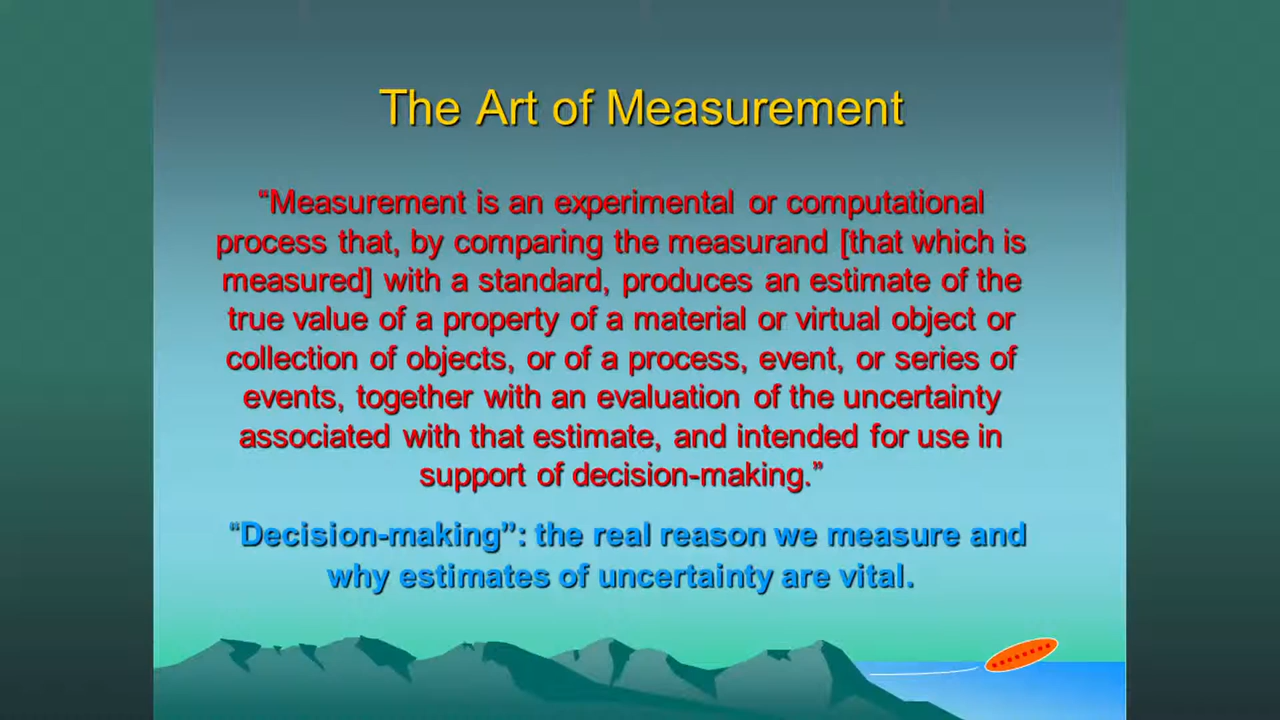 The Art of Measurement
“Measurement is an experimental or computational
process that, by comparing the measurand [that which is
measured] with a standard, produces an estimate of the
true value of a property of a material or virtual object or
collection of objects, or of a process, event, or series of
events, together with an evaluation of the uncertainty
associated with that estimate, and intended for use in
support of decision-making.”
“Decision-making”: the real reason we measure and
why estimates of uncertainty are vital.